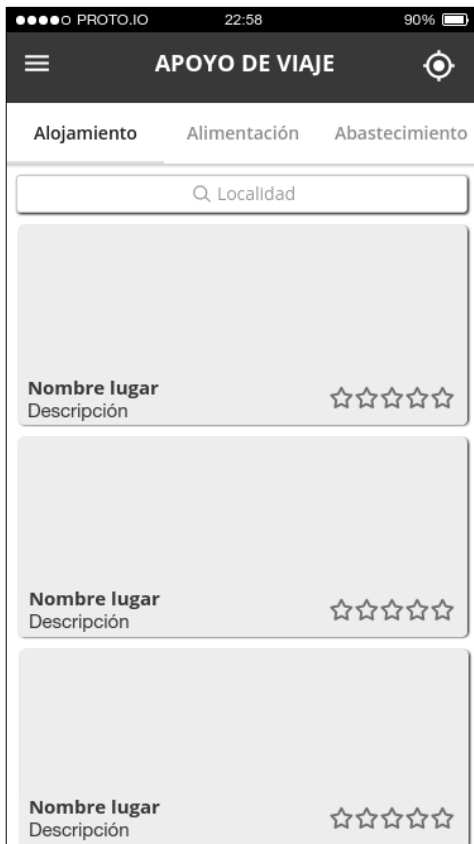 PROTO.IO 22:58 90%
APOYO DE VIAJE
Alojamiento Alimentación Abastecimiento
Localidad
Nombre lugar
Descripción
Nombre lugar
Descripción
Nombre lugar
Descripción